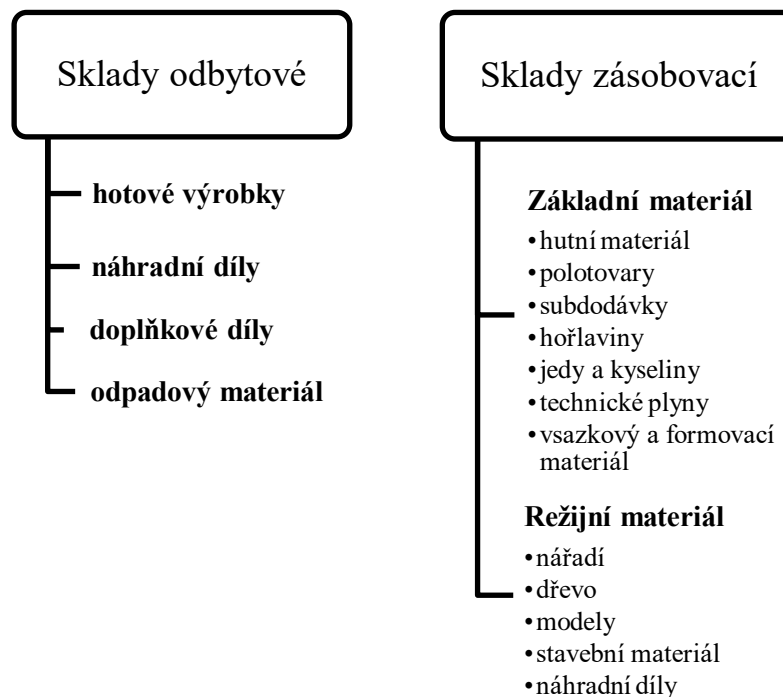 Sklady odbytové
hotové výrobky
náhradní díly
doplňkové díly
odpadový materiál
Sklady zásobovací
Základní materiál
•hutní materiál
•polotovary
•subdodávky
•hořlaviny
•jedy a kyseliny
•technické plyny
•vsazkový a formovací
materiál
Režijní materiál
•nářadí
•dřevo
•modely
•stavební materiál
•náhradní díly